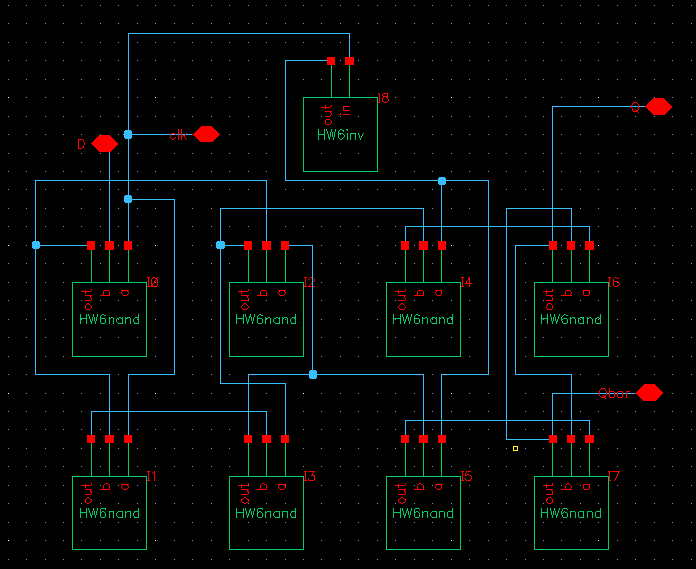 I8
out in
HW6inv
Q
clk
D
I0
out b a
HW6nand
I2
out b a
HW6nand
I4
out b a
HW6nand
I6
out b a
HW6nand
Qbar
I1
out b a
HW6nand
I3
out b a
HW6nand
I5
out b a
HW6nand
I7
out b a
HW6nand